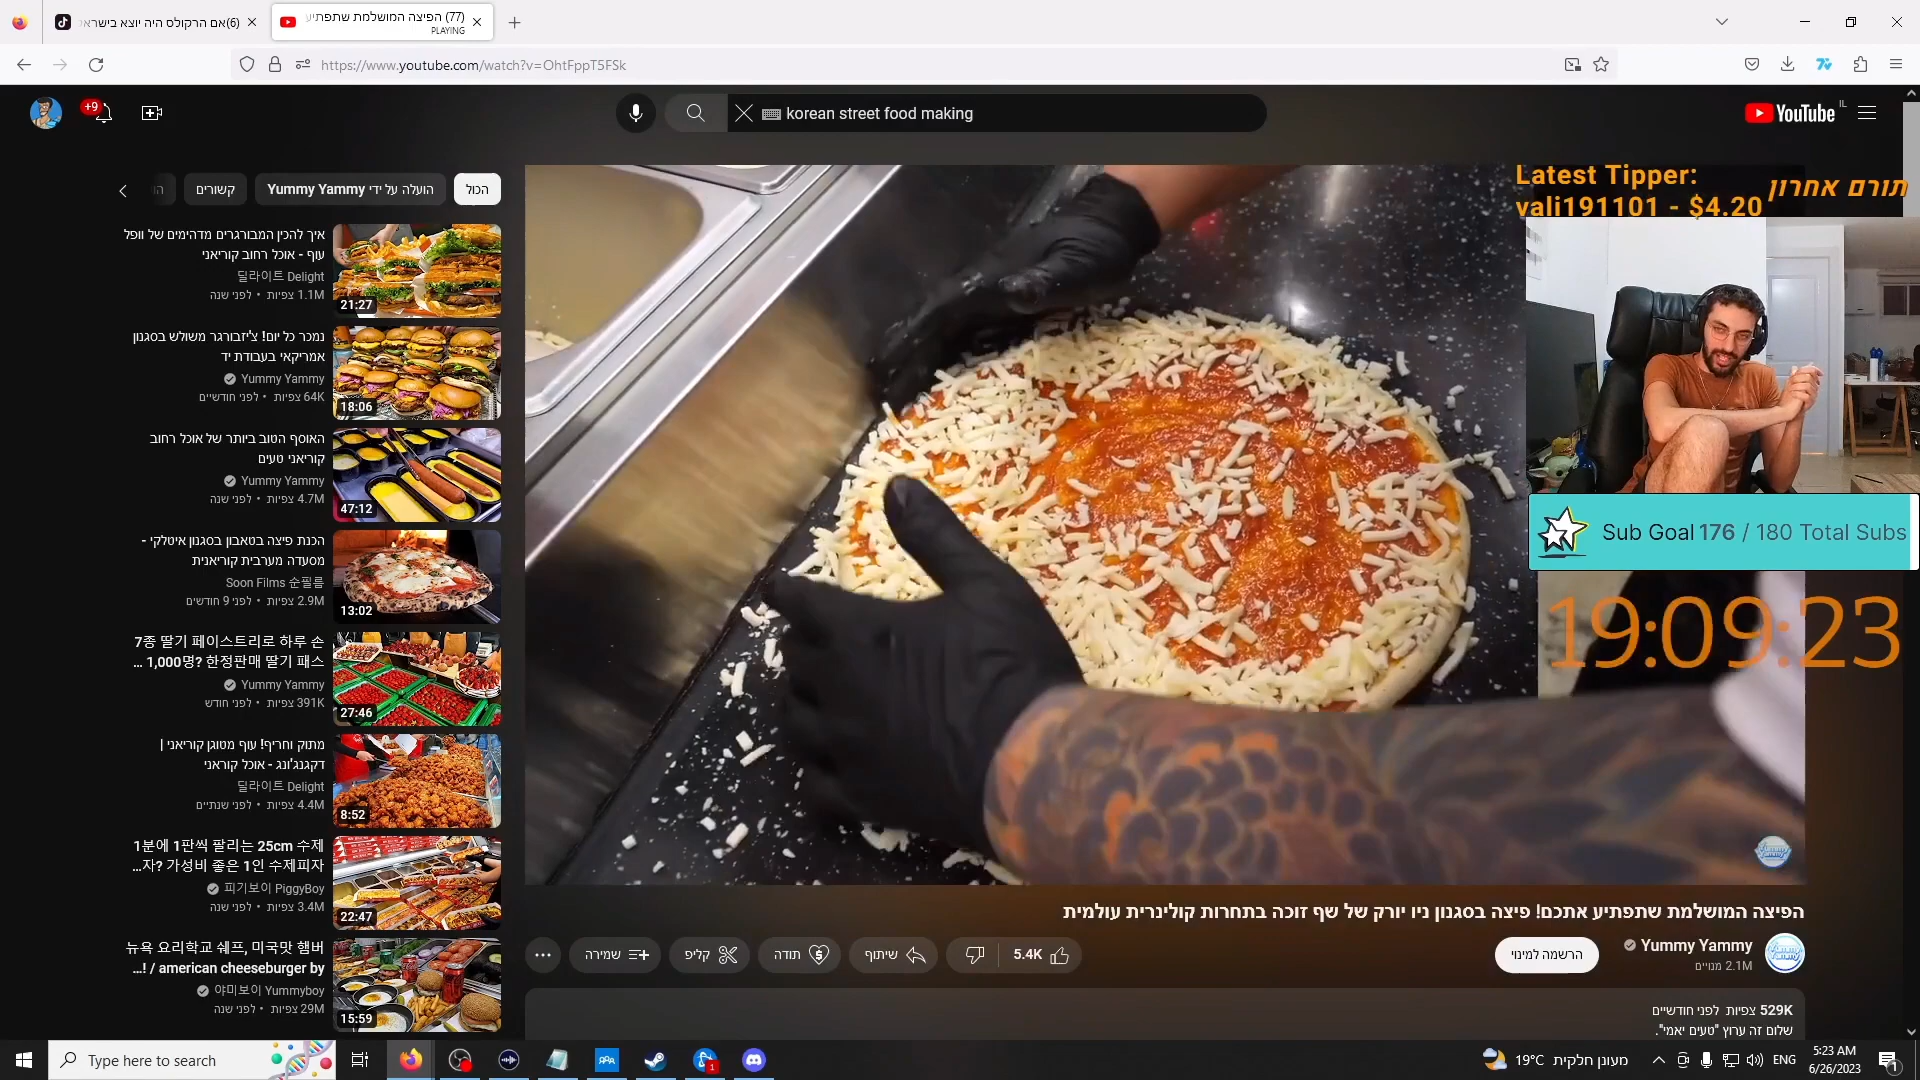 (6)אם הרקולס היה יוצא בישרא
(77) הפיצה המושלמת שתפתיע
PLAYING
https://www.youtube.com/watch?v=OhtFppT5FSk
+9
korean street food making
YouTube IL
הכול
הועלה על ידי Yummy Yammy
קשורים
Latest Tipper:
vali191101 - $4.20
תורם אחרון
איך להכין המבורגרים מדהימים של וופל
עוף - אוכל רחוב קוריאני
딜라이트 Delight
1.1M צפיות • לפני שנה
21:27
נמכר כל יום! צ'יזבורגר משולש בסגנון
אמריקאי בעבודת יד
Yummy Yammy
64K צפיות • לפני חודשיים
18:06
האוסף הטוב ביותר של אוכל רחוב
קוריאני טעים
Yummy Yammy
4.7M צפיות • לפני שנה
47:12
הכנת פיצה בטאבון בסגנון איטלקי -
מסעדה מערבית קוריאנית
Soon Films 순필름
2.9M צפיות • לפני 9 חודשים
13:02
7종 딸기 페이스트리로 하루 손
... 1,000명? 한정판매 딸기 패스
Yummy Yammy
391K צפיות • לפני חודש
27:46
מתוק וחריף! עוף מטוגן קוריאני |
דקגנג'ונג - אוכל קוראני
딜라이트 Delight
4.4M צפיות • לפני שנתיים
8:52
1분에 1판씩 팔리는 25cm 수제
...자? 가성비 좋은 1인 수제피자
피기보이 PiggyBoy
3.4M צפיות • לפני שנה
22:47
뉴욕 요리학교 쉐프, 미국맛 햄버
...! / american cheeseburger by
야미보이 Yummyboy
29M צפיות • לפני שנה
15:59
Sub Goal 176 / 180 Total Subs
19:09:23
Yummy Yammy
הפיצה המושלמת שתפתיע אתכם! פיצה בסגנון ניו יורק של שף זוכה בתחרות קולינרית עולמית
Yummy Yammy
2.1M מנויים
הרשמה למינוי
5.4K
שיתוף
תודה
קליפ
שמירה
529K צפיות לפני חודשיים
שלום זה ערוץ "טעים יאמי".
Type here to search
19°C מעונן חלקית
ENG
5:23 AM
6/26/2023